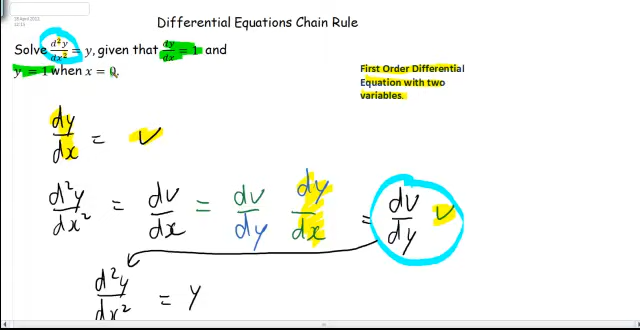 Differential Equations Chain Rule
Solve d²y/dx² = y, given that dy/dx = 1 and
y = 1 when x = 0.
First Order Differential
Equation with two
variables.
dy/dx = v
d²y/dx² = dv/dx = dv/dy dy/dx = dv/dy v
d²y/dx² = y